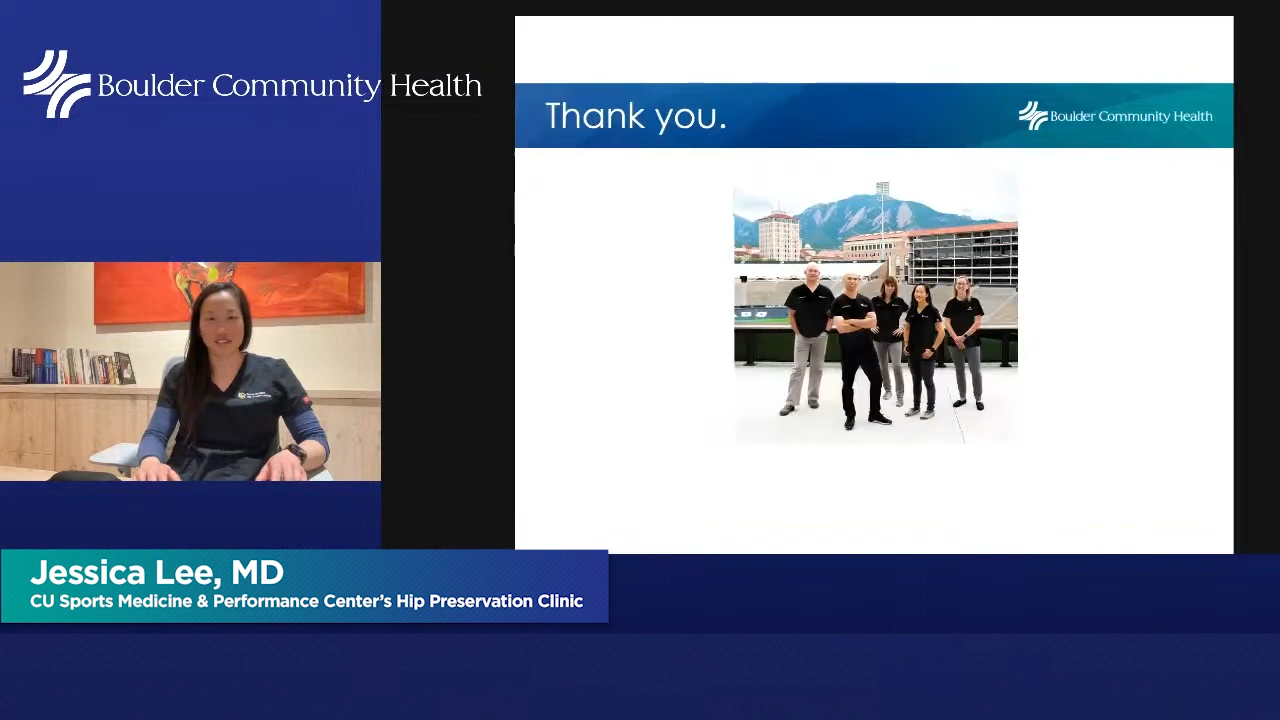 Boulder Community Health
Thank you.
Boulder Community Health
Jessica Lee, MD
CU Sports Medicine & Performance Center's Hip Preservation Clinic